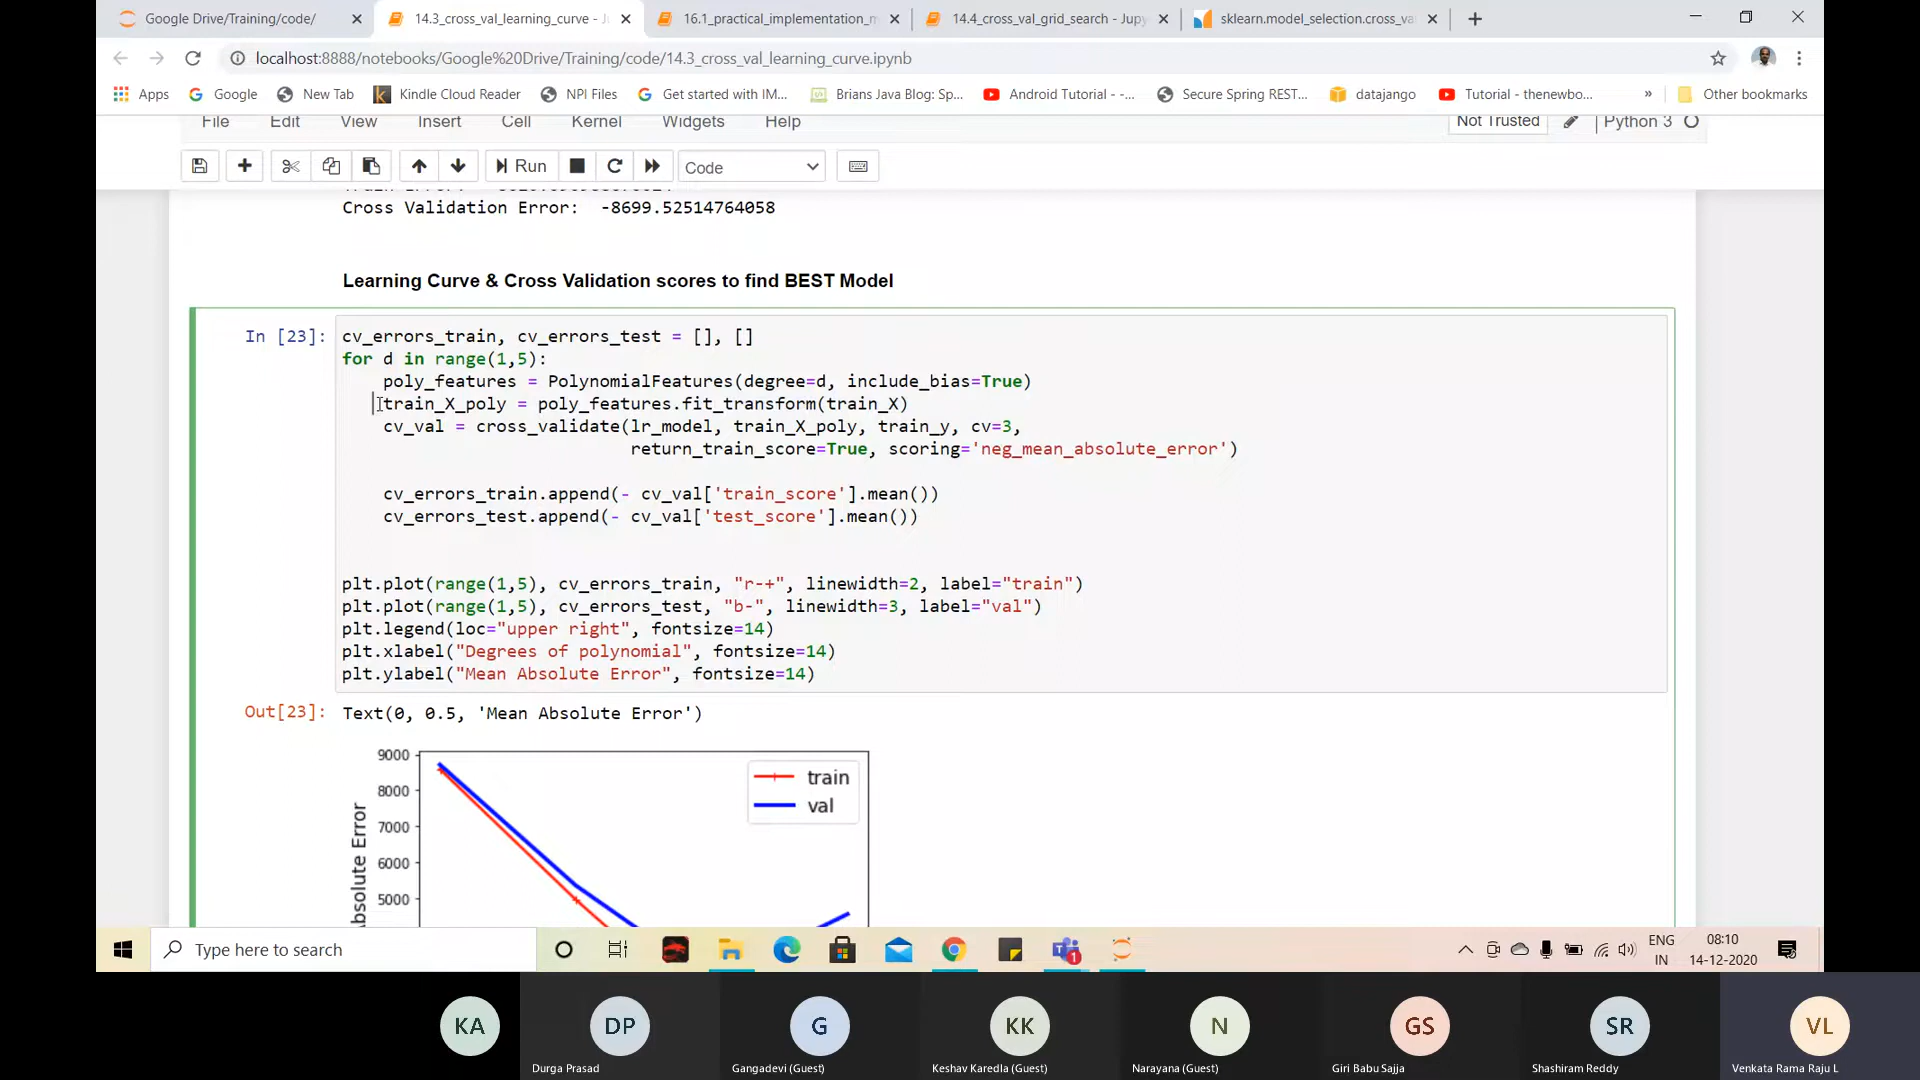 Google Drive/Training/code/
14.3_cross_val_learning_curve - Ju
16.1_practical_implementation_m
14.4_cross_val_grid_search - Jupy
sklearn.model_selection.cross_va
localhost:8888/notebooks/Google%20Drive/Training/code/14.3_cross_val_learning_curve.ipynb
Apps
Google
New Tab
Kindle Cloud Reader
NPI Files
Get started with IM...
Brians Java Blog: Sp...
Android Tutorial - -...
Secure Spring REST...
datajango
Tutorial - thenewbo...
»
Other bookmarks
File Edit View Insert Cell Kernel Widgets Help
Not Trusted
Python 3
Run
Code
Cross Validation Error:  -8699.52514764058
Learning Curve & Cross Validation scores to find BEST Model
In [23]:
cv_errors_train, cv_errors_test = [], []
for d in range(1,5):
    poly_features = PolynomialFeatures(degree=d, include_bias=True)
    train_X_poly = poly_features.fit_transform(train_X)
    cv_val = cross_validate(lr_model, train_X_poly, train_y, cv=3,
                            return_train_score=True, scoring='neg_mean_absolute_error')
    cv_errors_train.append(- cv_val['train_score'].mean())
    cv_errors_test.append(- cv_val['test_score'].mean())
plt.plot(range(1,5), cv_errors_train, "r-+", linewidth=2, label="train")
plt.plot(range(1,5), cv_errors_test, "b-", linewidth=3, label="val")
plt.legend(loc="upper right", fontsize=14)
plt.xlabel("Degrees of polynomial", fontsize=14)
plt.ylabel("Mean Absolute Error", fontsize=14)
Out[23]:
Text(0, 0.5, 'Mean Absolute Error')
9000
8000
7000
6000
5000
Absolute Error
train
val
Type here to search
1
ENG
IN
08:10
14-12-2020
KA
DP
Durga Prasad
G
Gangadevi (Guest)
KK
Keshav Karedla (Guest)
N
Narayana (Guest)
GS
Giri Babu Sajja
SR
Shashiram Reddy
VL
Venkata Rama Raju L